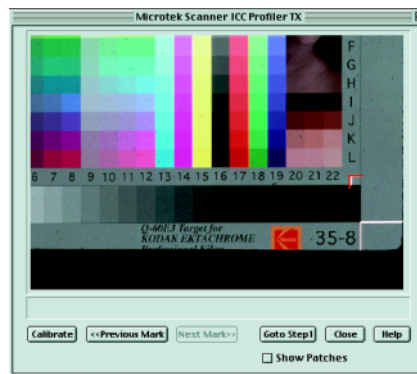 Microtek Scanner ICC Profiler TX
F
G
H
I
J
K
L
6 7 8 9 10 11 12 13 14 15 16 17 18 19 20 21 22
Q-60E3 Target for
KODAK EKTACHROME
35-8
Calibrate <<Previous Mark Next Mark>> Goto Step1 Close Help
Show Patches